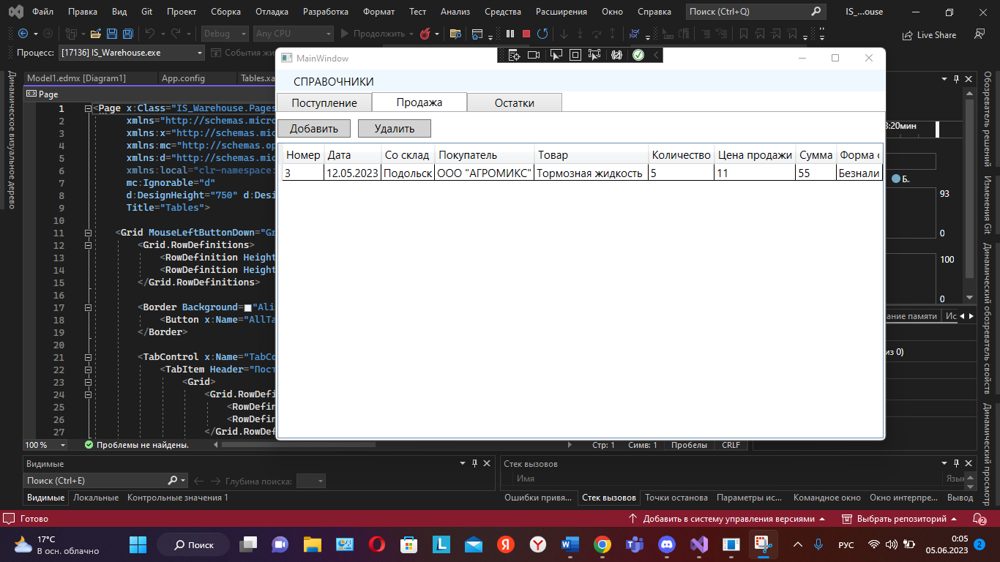 Файл Правка Вид Git Проект Сборка Отладка Разработка Формат Тест Анализ Средства Расширения Окно Справка Поиск (Ctrl+Q) IS_...ouse
Debug Any CPU Продолжить Live Share
Процесс: [17136] IS_Warehouse.exe События жи
Model1.edmx [Diagram1] App.config Tables.xa
Page
1 <Page x:Class="IS_Warehouse.Pages
2 xmlns="http://schemas.micro
3 xmlns:x="http://schemas.mic
4 xmlns:mc="http://schemas.op
5 xmlns:d="http://schemas.mic
6 xmlns:local="clr-namespace:
7 mc:Ignorable="d"
8 d:DesignHeight="750" d:Desi
9 Title="Tables">
10
11 <Grid MouseLeftButtonDown="Gr
12 <Grid.RowDefinitions>
13 <RowDefinition Height
14 <RowDefinition Height
15 </Grid.RowDefinitions>
16
17 <Border Background="Ali
18 <Button x:Name="AllTa
19 </Border>
20
21 <TabControl x:Name="TabCo
22 <TabItem Header="Пост
23 <Grid>
24 <Grid.RowDefi
25 <RowDefin
26 <RowDefin
27 </Grid.RowDef
MainWindow
СПРАВОЧНИКИ
Поступление Продажа Остатки
Добавить Удалить
Номер Дата Со склад Покупатель Товар Количество Цена продажи Сумма Форма
3 12.05.2023 Подольск ООО "АГРОМИКС" Тормозная жидкость 5 11 55 Безнали
3:20мин
Б..
93
0
100
0
ание памяти Ис
из 0)
Динамическое визуальное дерево
Обозреватель решений
Изменения Git
Динамический обозреватель свойств
Динамический просмотр
100 % Проблемы не найдены. Стр: 1 Симв: 1 Пробелы CRLF
Видимые
Поиск (Ctrl+E) Глубина поиска:
Видимые Локальные Контрольные значения 1
Стек вызовов
Имя Язык
Ошибки привя... Стек вызовов Точки останова Параметры ис... Командное окно Окно интерпре... Вывод
Готово Добавить в систему управления версиями Выбрать репозиторий 2
17°C
В осн. облачно
Поиск
РУС
0:05
05.06.2023
2